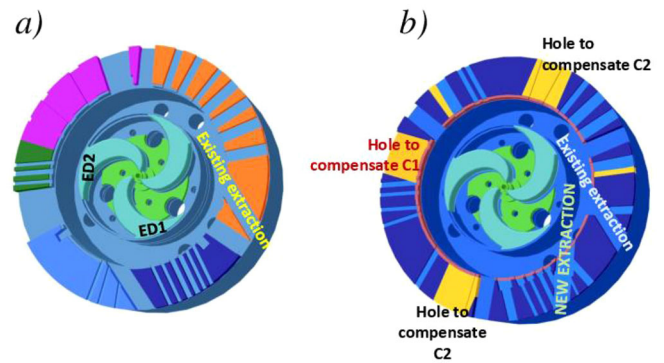 a)
ED2
ED1
Existing extraction
b)
Hole to
compensate C2
Hole to
compensate C1
Existing extraction
NEW EXTRACTION
Hole to
compensate
C2